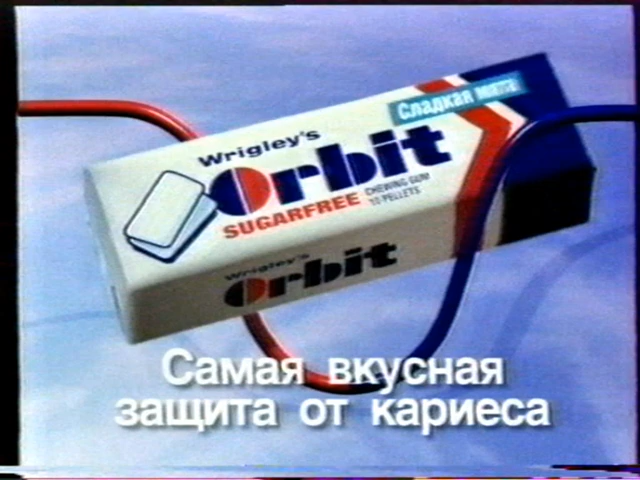 Сладкая мята
Wrigley's
Orbit
SUGARFREE
CHEWING GUM
10 PELLETS
Wrigley's
Orbit
Самая вкусная
защита от кариеса